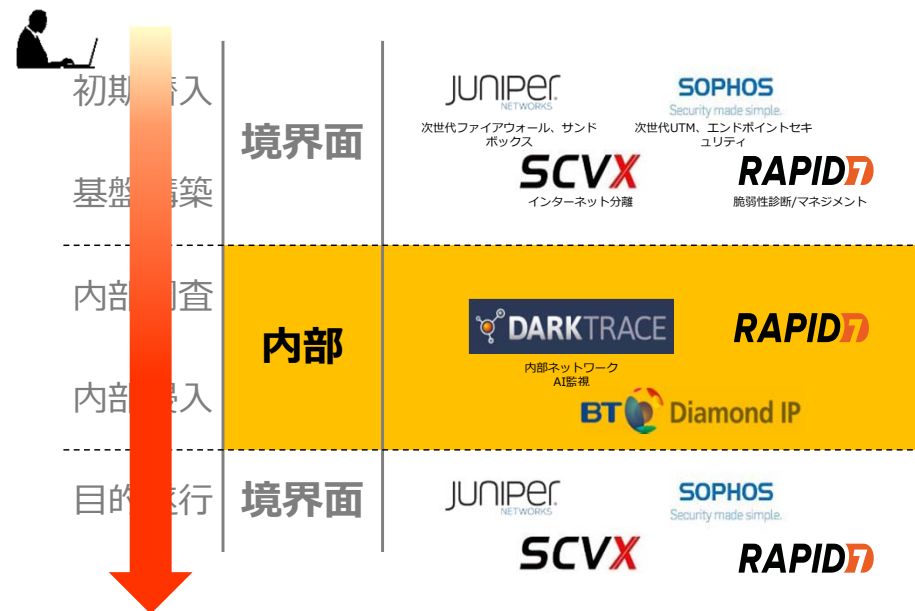 初期潜入
境界面
JUNIPER
NETWORKS
次世代ファイアウォール、サンド
ボックス
SOPHOS
Security made simple.
次世代UTM、エンドポイントセキ
ュリティ
基盤構築
SCVX
インターネット分離
RAPID7
脆弱性診断/マネジメント
内部調査
内部
DARKTRACE
内部ネットワーク
AI監視
RAPID7
内部侵入
BT Diamond IP
目的遂行
境界面
JUNIPER
NETWORKS
SOPHOS
Security made simple.
SCVX
RAPID7